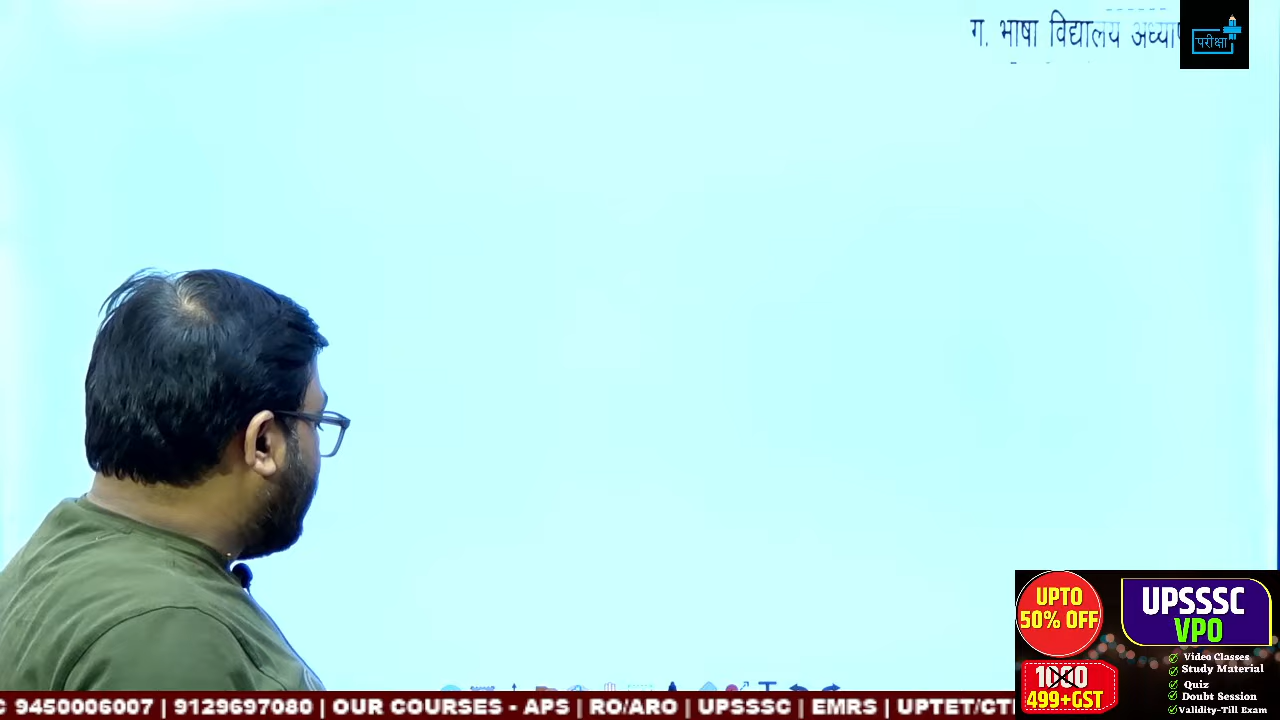 ग. भाषा विद्यालय
परीक्षा
UPTO
50% OFF
1000
499+GST
UPSSSC
VPO
Video Classes
Study Material
Quiz
Doubt Session
Validity-Till Exam
C 9450006007 | 9129697080 | OUR COURSES - APS | RO/ARO | UPSSSC | EMRS | UPTET/CT